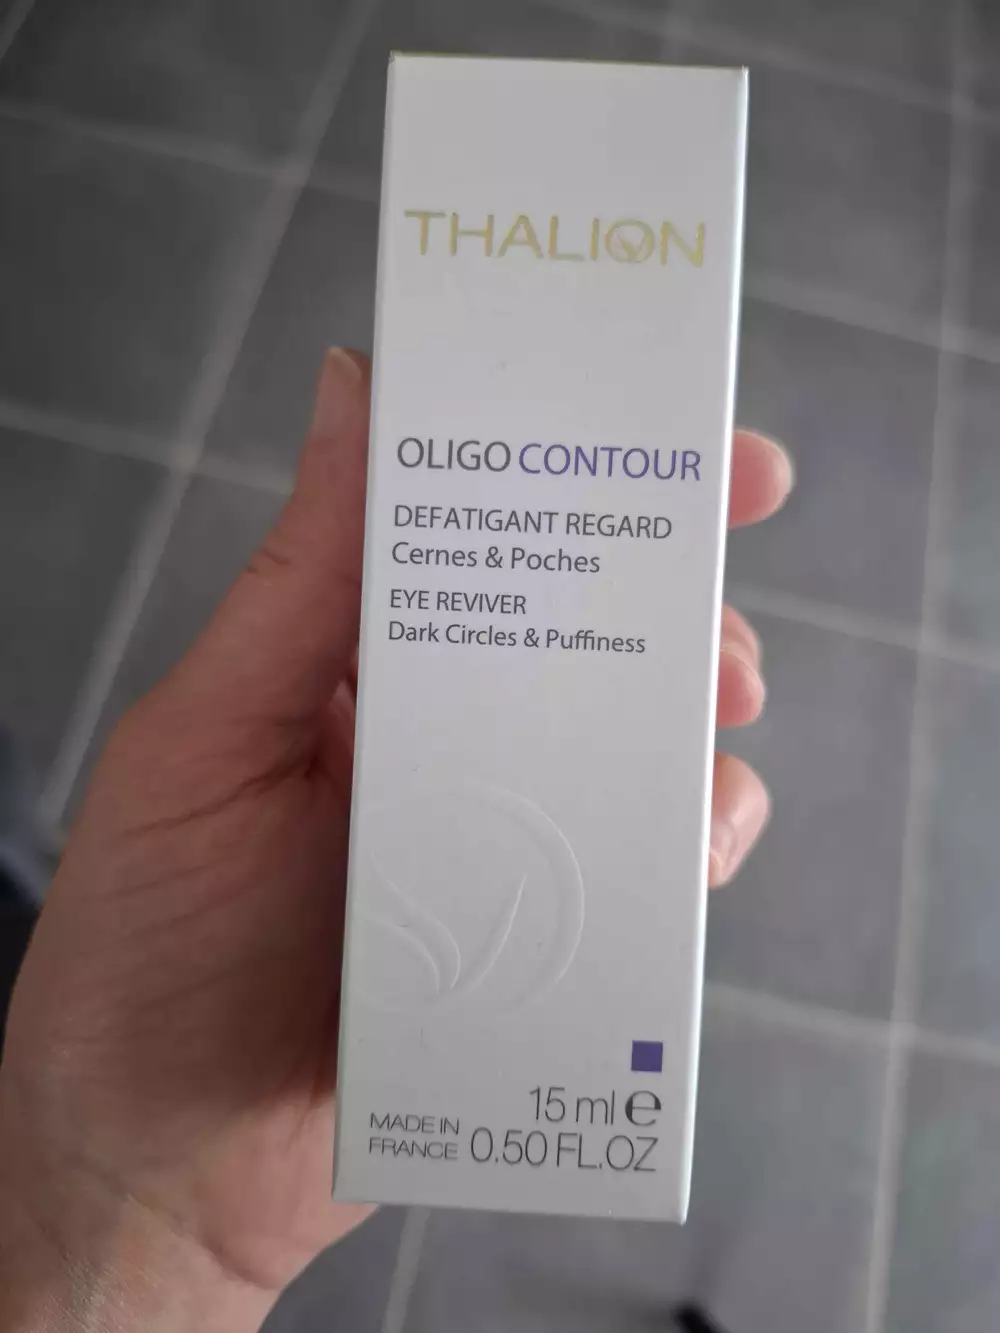 THALION
OLIGO CONTOUR
DEFATIGANT REGARD
Cernes & Poches
EYE REVIVER
Dark Circles & Puffiness
15 ml ℮
MADE IN
FRANCE
0.50 FL.OZ